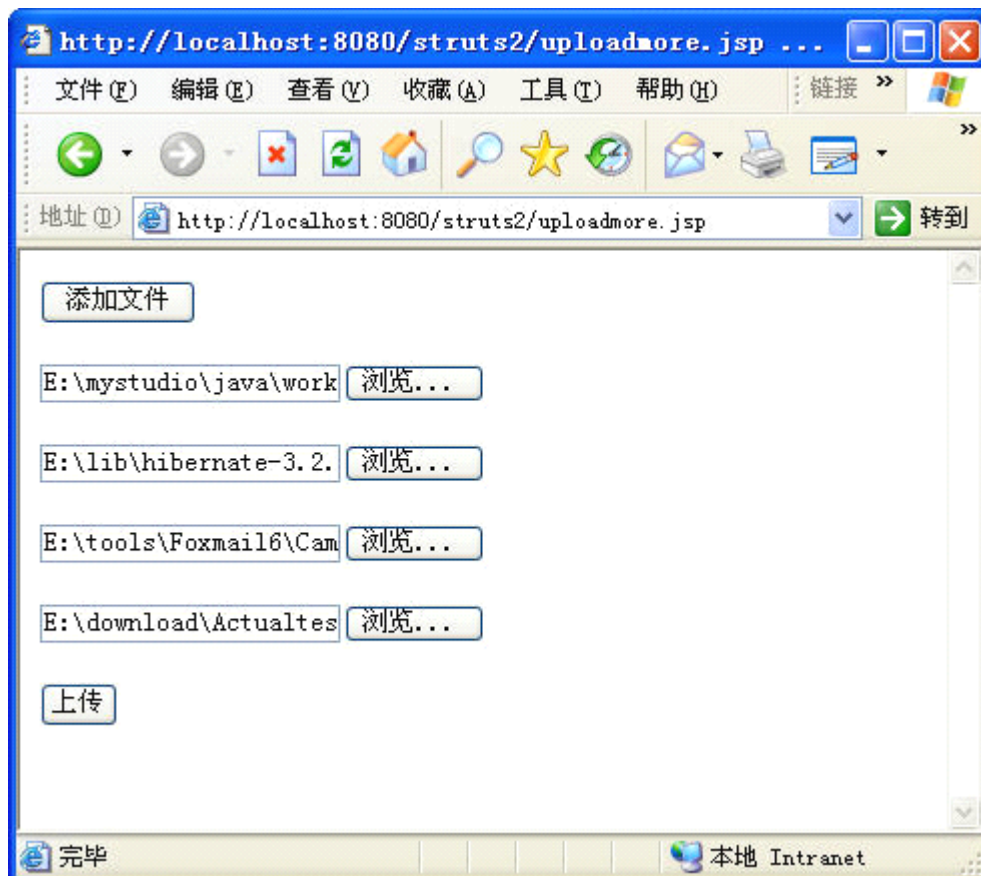 http://localhost:8080/struts2/uploadmore.jsp ...
文件(F) 编辑(E) 查看(V) 收藏(A) 工具(T) 帮助(H) 链接 »
»
地址(D) http://localhost:8080/struts2/uploadmore.jsp 转到
添加文件
E:\mystudio\java\work 浏览...
E:\lib\hibernate-3.2. 浏览...
E:\tools\Foxmail6\Cam 浏览...
E:\download\Actualtes 浏览...
上传
完毕 本地 Intranet